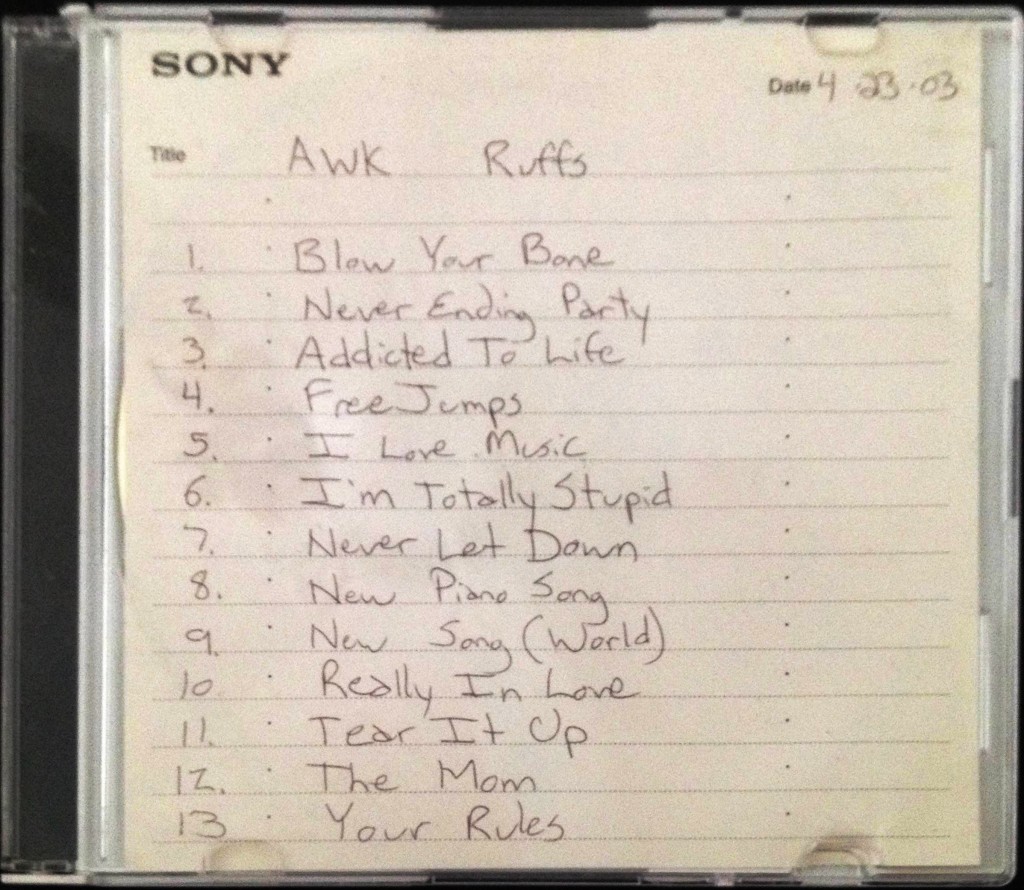 SONY
Date 4 · 23 · 03
Title AWK Ruffs
1. Blow Your Bone
2. Never Ending Party
3. Addicted To Life
4. Free Jumps
5. I Love Music
6. I'm Totally Stupid
7. Never Let Down
8. New Piano Song
9. New Song (World)
10 Really In Love
11. Tear It Up
12. The Mom
13 Your Rules